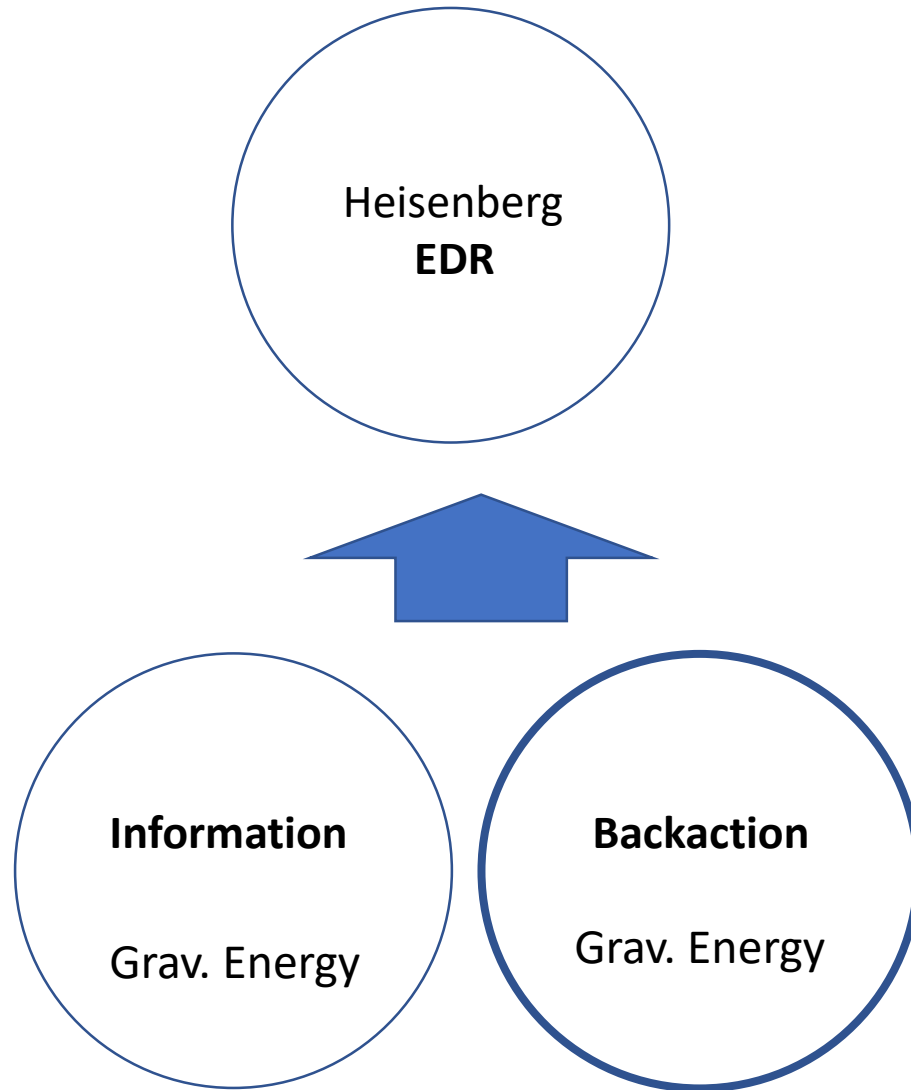 Heisenberg
EDR
Information
Grav. Energy
Backaction
Grav. Energy